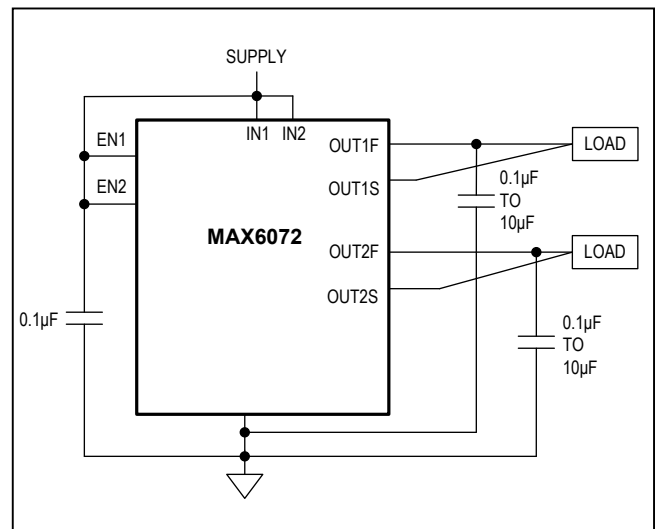 SUPPLY
EN1
IN1 IN2
OUT1F
LOAD
EN2
OUT1S
0.1µF
TO
10µF
MAX6072
OUT2F
LOAD
OUT2S
0.1µF
0.1µF
TO
10µF